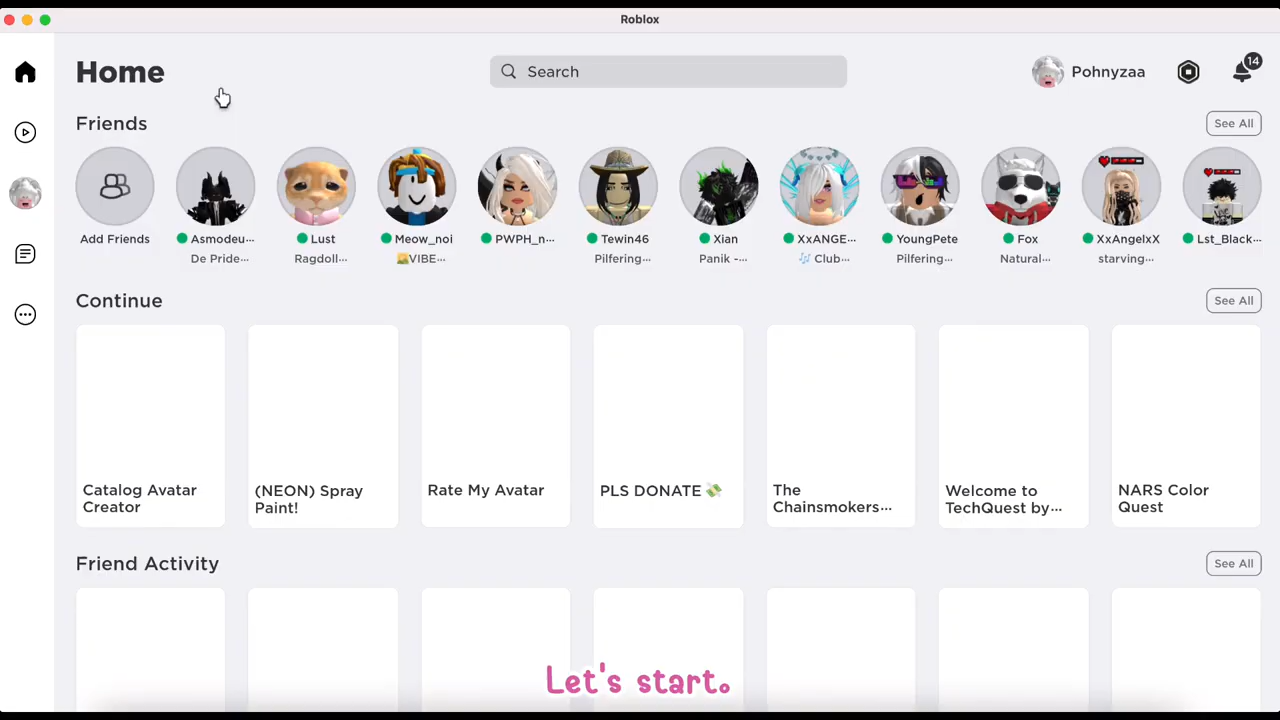 Roblox
Home
Search
Pohnyzaa
14
Friends
See All
Add Friends
Asmodeu...
De Pride...
Lust
Ragdoll...
Meow_noi
VIBE...
PWPH_n...
Tewin46
Pilfering...
Xian
Panik -...
XxANGE...
🎶 Club...
YoungPete
Pilfering...
Fox
Natural...
XxAngelxX
starving...
Lst_Black...
Continue
See All
Catalog Avatar
Creator
(NEON) Spray
Paint!
Rate My Avatar
PLS DONATE 💸
The
Chainsmokers...
Welcome to
TechQuest by...
NARS Color
Quest
Friend Activity
See All
Let's start.